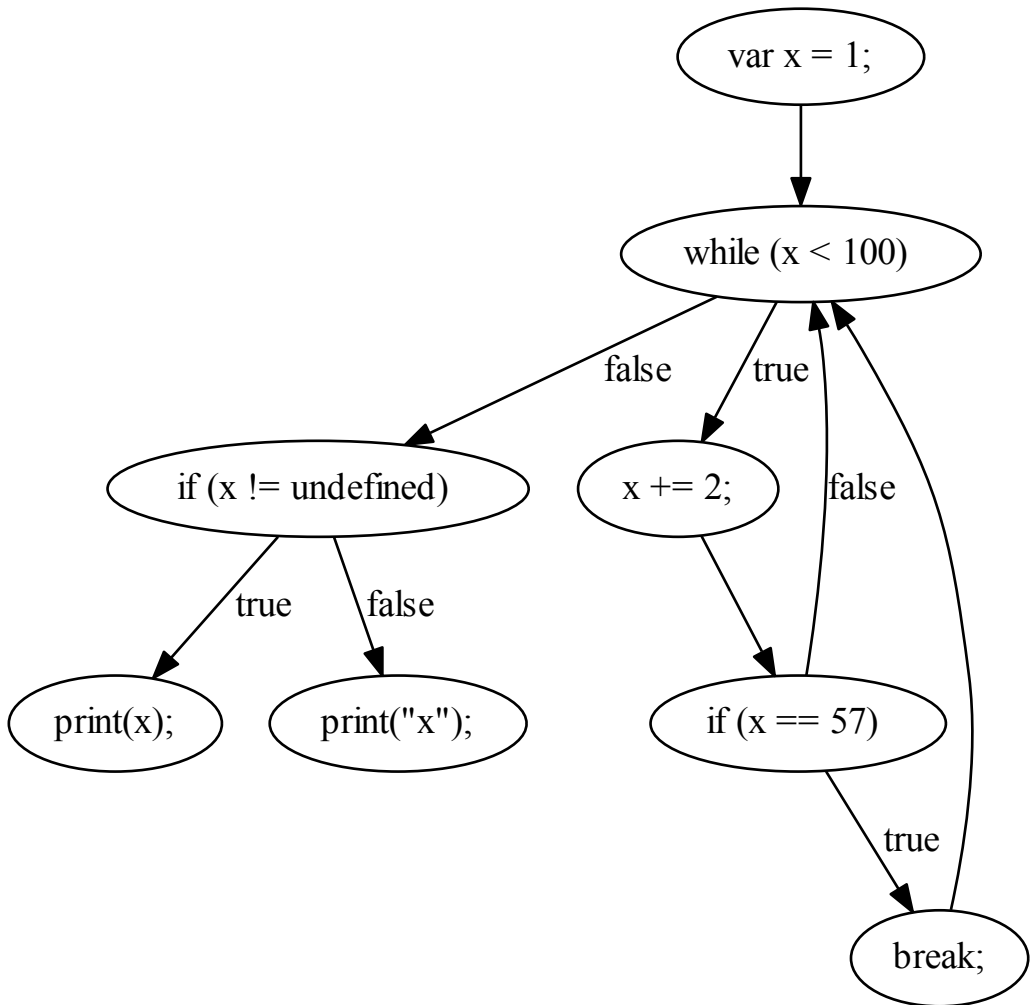 var x = 1;
while (x < 100)
false
true
if (x != undefined)
x += 2;
false
true
false
print(x);
print("x");
if (x == 57)
true
break;